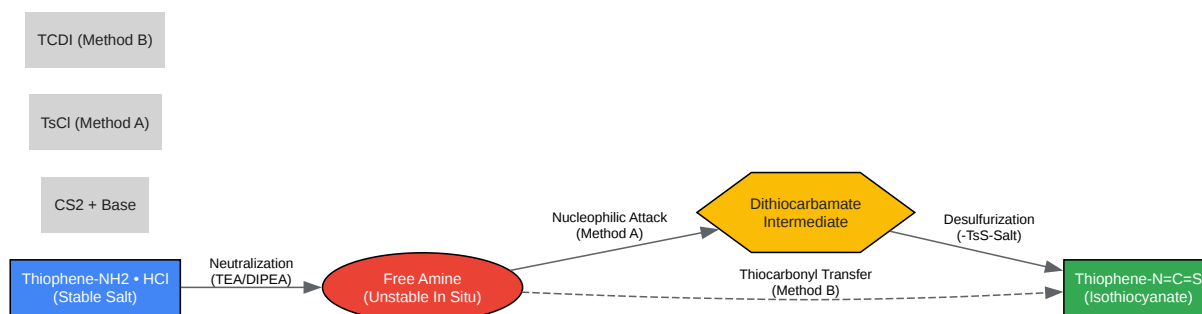 TCDI (Method B)
TsCl (Method A)
CS2 + Base
Thiophene-NH2 • HCl
(Stable Salt)
Neutralization
(TEA/DIPEA)
Free Amine
(Unstable In Situ)
Nucleophilic Attack
(Method A)
Dithiocarbamate
Intermediate
Thiocarbonyl Transfer
(Method B)
Desulfurization
(-TsS-Salt)
Thiophene-N=C=S
(Isothiocyanate)